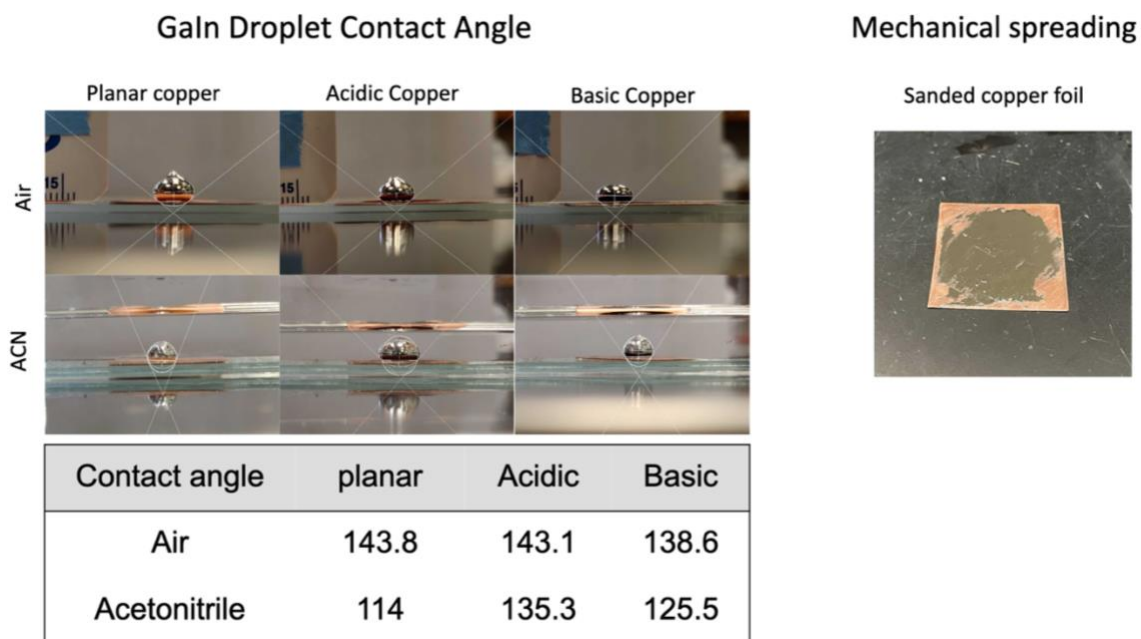 GaIn Droplet Contact Angle
Mechanical spreading
Planar copper
Acidic Copper
Basic Copper
Sanded copper foil
Air
15
15
ACN
Contact angle planar Acidic Basic
Air 143.8 143.1 138.6
Acetonitrile 114 135.3 125.5